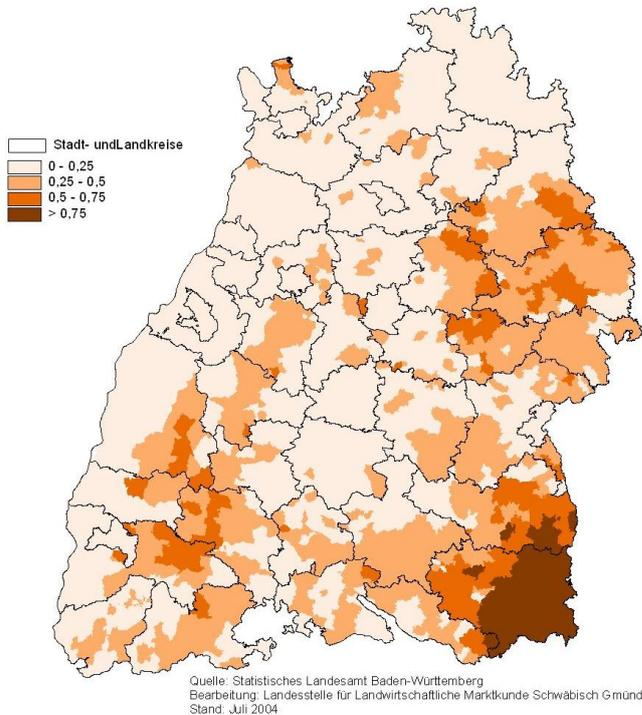 Stadt- undLandkreise
0 - 0,25
0,25 - 0,5
0,5 - 0,75
> 0,75
Quelle: Statistisches Landesamt Baden-Württemberg
Bearbeitung: Landesstelle für Landwirtschaftliche Marktkunde Schwäbisch Gmünd
Stand: Juli 2004